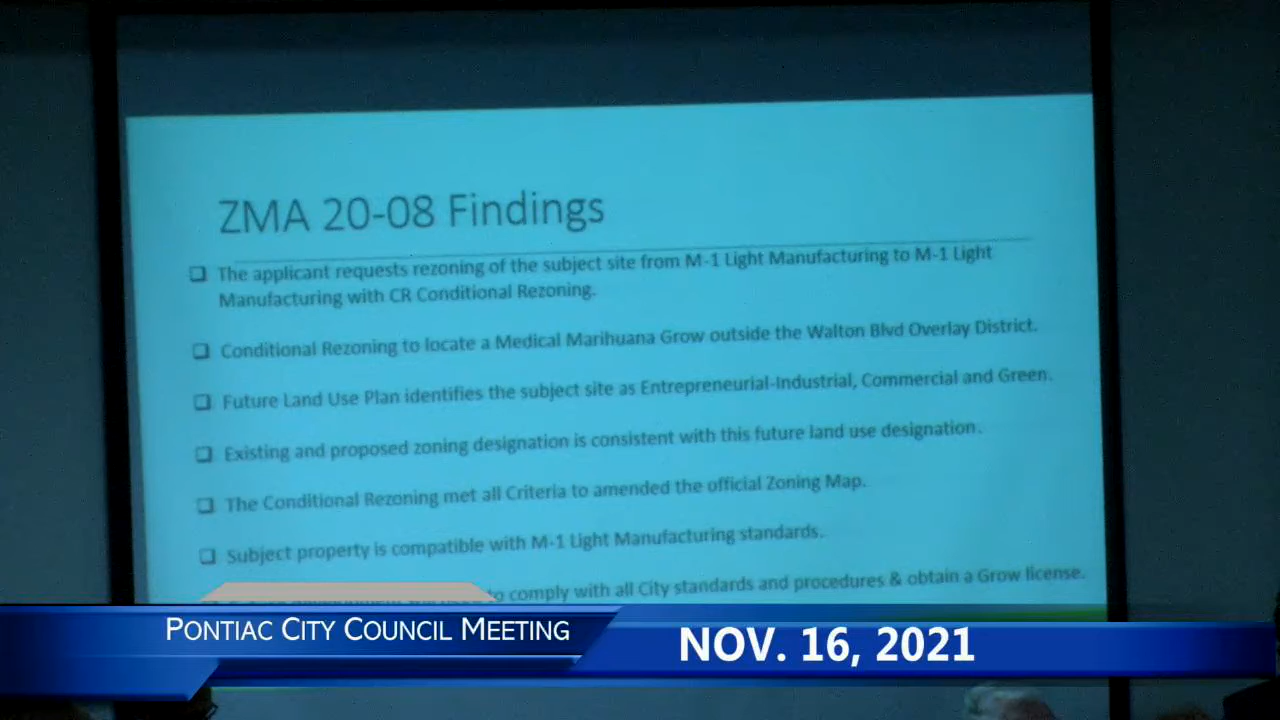 ZMA 20-08 Findings
The applicant requests rezoning of the subject site from M-1 Light Manufacturing to M-1 Light
Manufacturing with CR Conditional Rezoning.
Conditional Rezoning to locate a Medical Marihuana Grow outside the Walton Blvd Overlay District.
Future Land Use Plan identifies the subject site as Entrepreneurial-Industrial, Commercial and Green.
Existing and proposed zoning designation is consistent with this future land use designation.
The Conditional Rezoning met all Criteria to amended the official Zoning Map.
Subject property is compatible with M-1 Light Manufacturing standards.
to comply with all City standards and procedures & obtain a Grow license.
PONTIAC CITY COUNCIL MEETING
NOV. 16, 2021